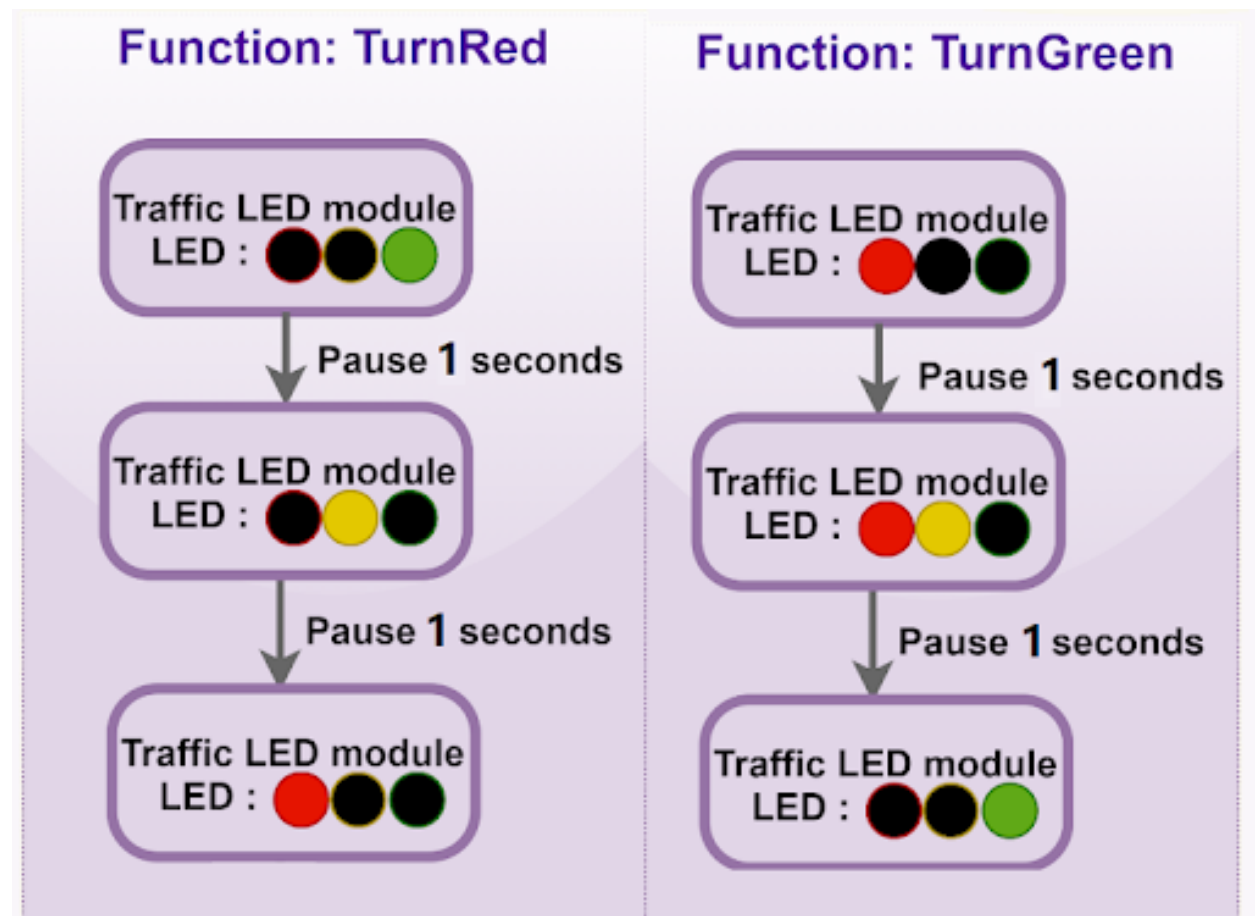 Function: TurnRed
Traffic LED module
LED :
Pause 1 seconds
Traffic LED module
LED :
Pause 1 seconds
Traffic LED module
LED :
Function: TurnGreen
Traffic LED module
LED :
Pause 1 seconds
Traffic LED module
LED :
Pause 1 seconds
Traffic LED module
LED :